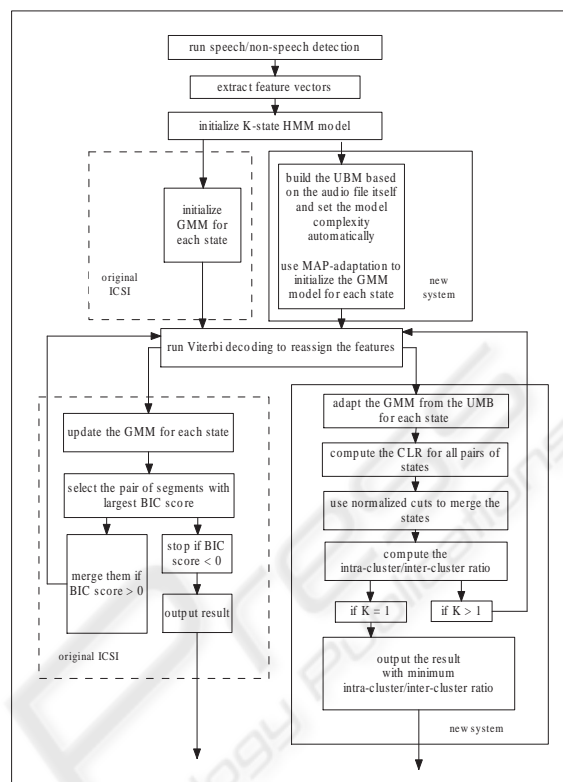 run speech/non-speech detection
extract feature vectors
initialize K-state HMM model
initialize
GMM for
each state
original
ICSI
build the UBM based
on the audio file itself
and set the model
complexity
automatically
use MAP-adaptation to
initialize the GMM
model for each state
new
system
run Viterbi decoding to reassign the features
update the GMM for each state
select the pair of segments with
largest BIC score
merge them if
BIC score > 0
stop if BIC
score < 0
output result
original ICSI
adapt the GMM from the UMB
for each state
compute the CLR for all pairs of
states
use normalized cuts to merge the
states
compute the
intra-cluster/inter-cluster ratio
if K = 1
if K > 1
output the result
with minimum
intra-cluster/inter-cluster ratio
new system